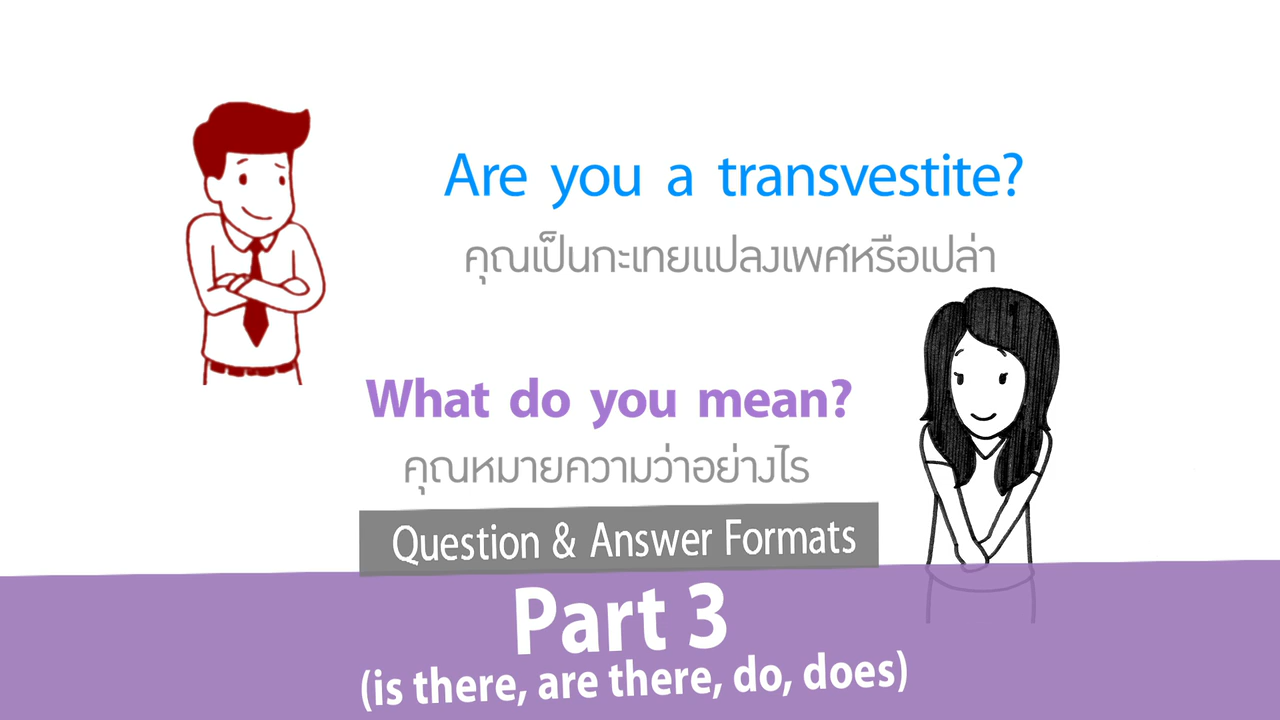 Are you a transvestite?
คุณเป็นกะเทยแปลงเพศหรือเปล่า
What do you mean?
คุณหมายความว่าอย่างไร
Question & Answer Formats
Part 3
(is there, are there, do, does)